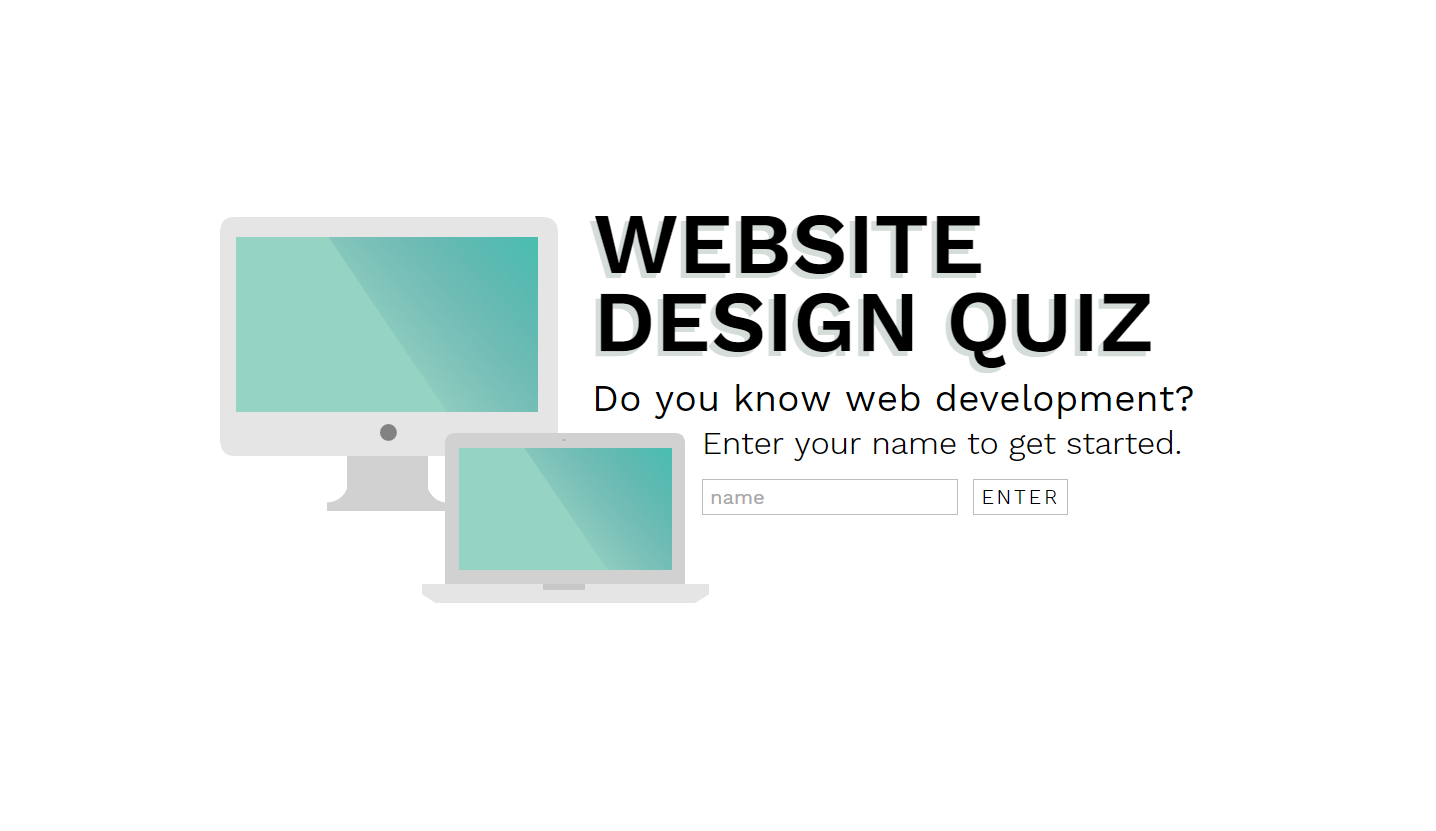 WEBSITE
DESIGN QUIZ
Do you know web development?
Enter your name to get started.
name
ENTER